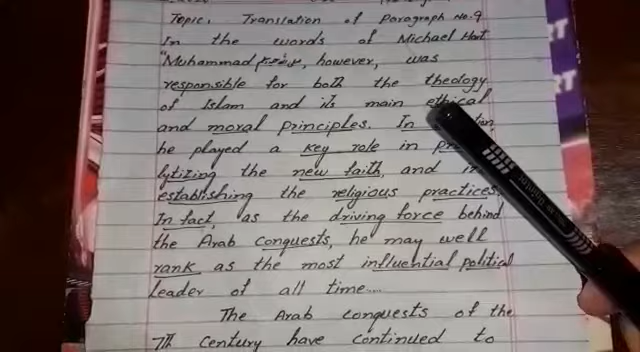 Topic. Translation of Paragraph No.9
In the words of Michael Hart
"Muhammad however, was
responsible for both the theology
of Islam and its main ethical
and moral principles. In
he played a key role in
lytizing the new faith, and in
establishing the religious practices.
In fact, as the driving force behind
the Arab conquests, he may well
rank as the most influential political
leader of all time....
The Arab conquests of the
7th Century have continued to
RT